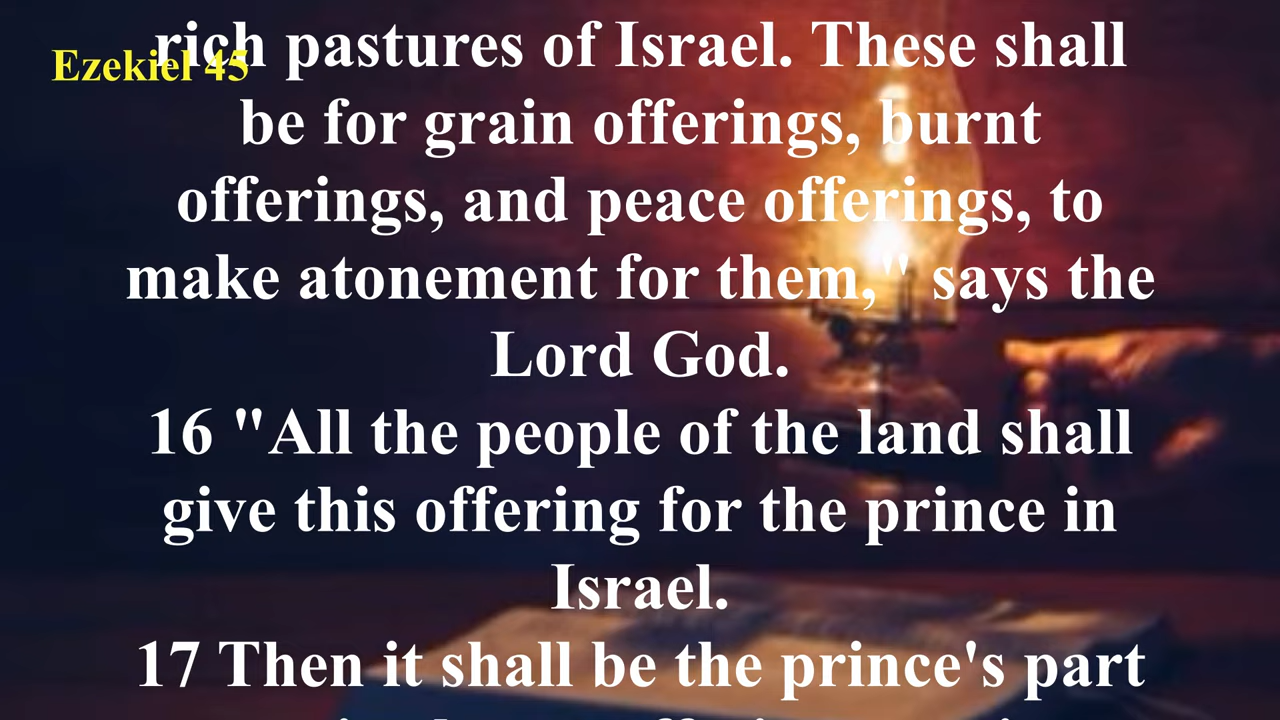 Ezekiel 45
rich pastures of Israel. These shall
be for grain offerings, burnt
offerings, and peace offerings, to
make atonement for them," says the
Lord God.
16 "All the people of the land shall
give this offering for the prince in
Israel.
17 Then it shall be the prince's part